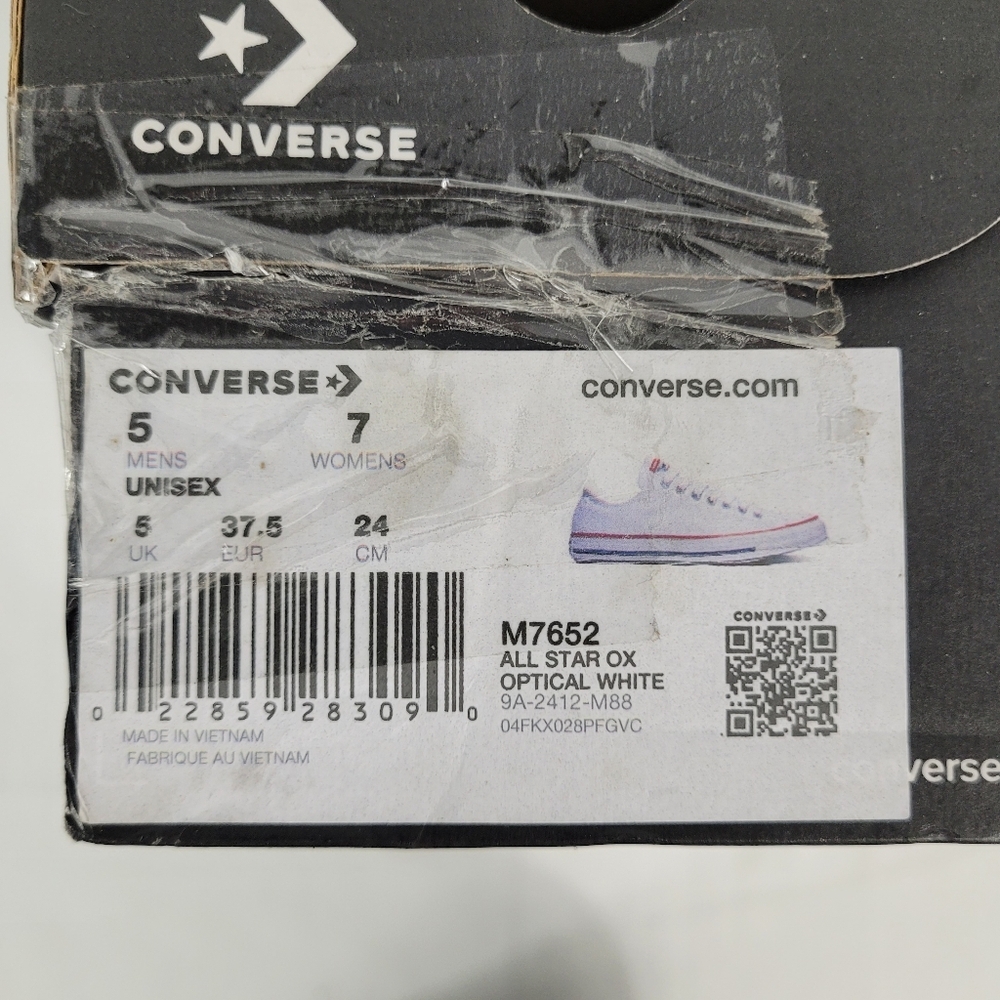 CONVERSE
CONVERSE
converse.com
5 7
MENS WOMENS
UNISEX
5 37.5 24
UK EUR CM
CONVERSE
M7652
ALL STAR OX
OPTICAL WHITE
9A-2412-M88
04FKX028PFGVC
0 22859 28309 0
MADE IN VIETNAM
FABRIQUE AU VIETNAM
converse